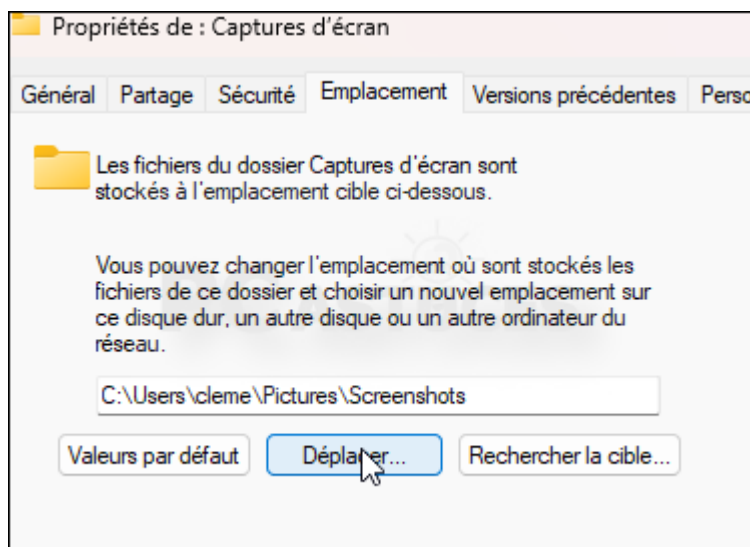 Propriétés de : Captures d’écran
Général Partage Sécurité Emplacement Versions précédentes Perso
Les fichiers du dossier Captures d’écran sont
stockés à l’emplacement cible ci-dessous.
Vous pouvez changer l’emplacement où sont stockés les
fichiers de ce dossier et choisir un nouvel emplacement sur
ce disque dur, un autre disque ou un autre ordinateur du
réseau.
C:\Users\cleme\Pictures\Screenshots
Valeurs par défaut Déplacer... Rechercher la cible...